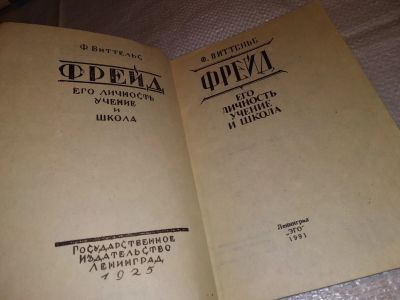 Ф. ВИТТЕЛЬС
ФРЕЙД
ЕГО ЛИЧНОСТЬ
УЧЕНИЕ
И
ШКОЛА
ГОСУДАРСТВЕННОЕ
ИЗДАТЕЛЬСТВО
ЛЕНИНГРАД
1925
Ф. ВИТТЕЛЬС
ФРЕЙД
ЕГО
ЛИЧНОСТЬ
УЧЕНИЕ
И ШКОЛА
Ленинград
„ЭГО"
1991